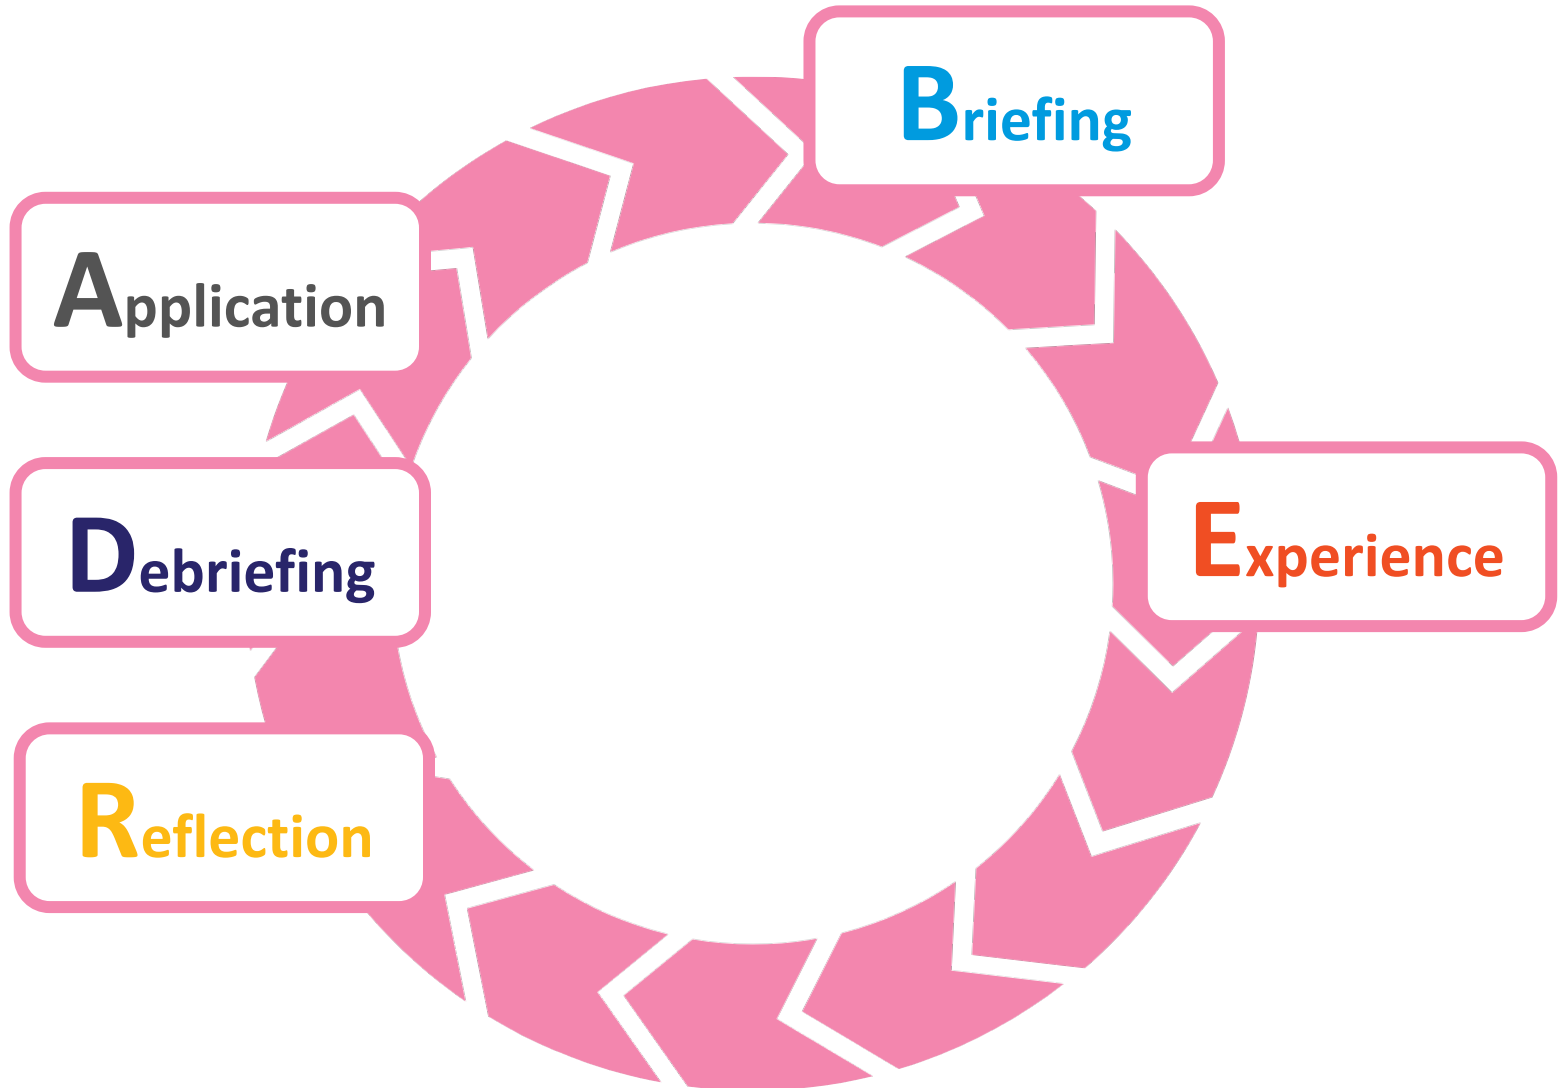 Briefing
Application
Experience
Debriefing
Reflection